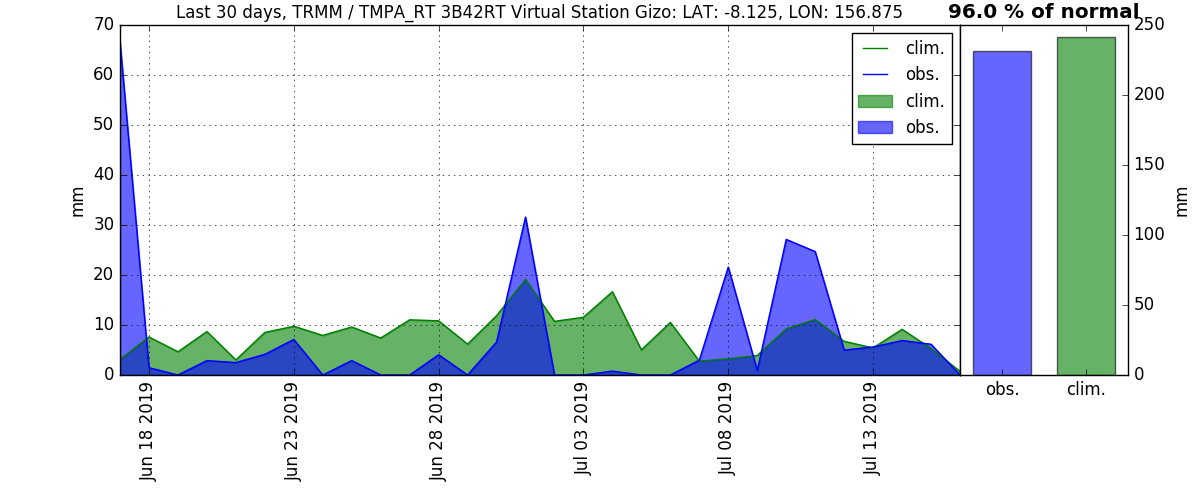 Last 30 days, TRMM / TMPA_RT 3B42RT Virtual Station Gizo: LAT: -8.125, LON: 156.875
96.0 % of normal
70
60
50
40
30
20
10
0
mm
clim.
obs.
clim.
obs.
Jun 18 2019
Jun 23 2019
Jun 28 2019
Jul 03 2019
Jul 08 2019
Jul 13 2019
250
200
150
100
50
0
mm
obs.
clim.